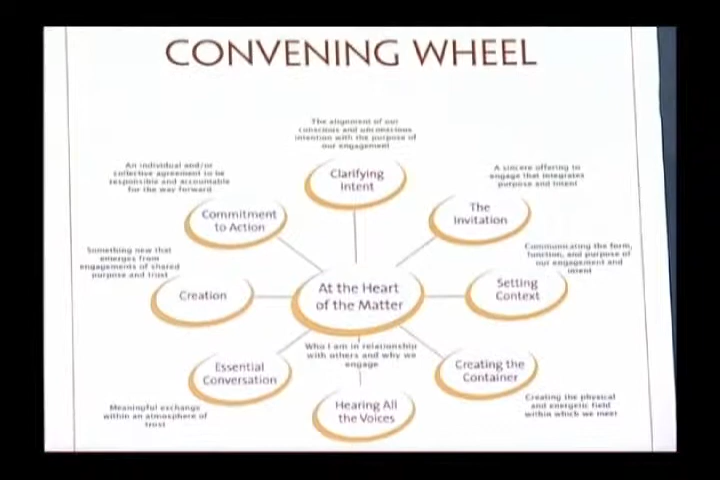 CONVENING WHEEL
The alignment of our
conscious and unconscious
intention with the purpose of
our engagement
Clarifying
Intent
A sincere offering to
engage that integrates
purpose and intent
The
Invitation
Communicating the form,
function, and purpose of
our engagement and
intent
Setting
Context
Creating the
Container
Creating the physical
and energetic field
within which we meet
Hearing All
the Voices
Essential
Conversation
Meaningful exchange
within an atmosphere of
trust
Creation
Something new that
emerges from
engagements of shared
purpose and trust
Commitment
to Action
An individual and/or
collective agreement to be
responsible and accountable
for the way forward
At the Heart
of the Matter
Who I am in relationship
with others and why we
engage